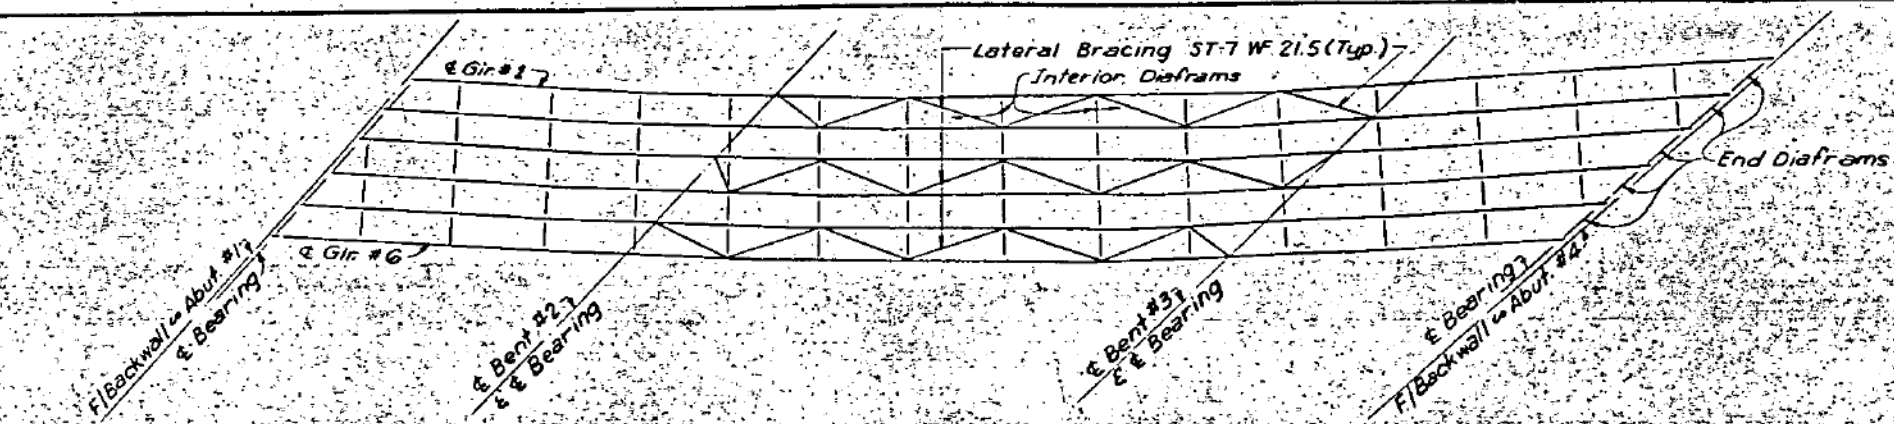 Lateral Bracing ST-7 WF 21.5 (Typ.)
Interior Diaframs
℄ Gir. #1
End Diaframs
℄ Gir. #6
F/Backwall ∾ Abut #1
℄ Bearing
℄ Bent #2
& ℄ Bearing
℄ Bent #3
& ℄ Bearing
℄ Bearing
F/Backwall ∾ Abut. #4